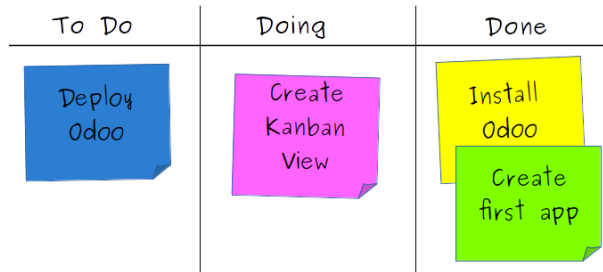 To Do
Doing
Done
Deploy
Odoo
Create
Kanban
View
Install
Odoo
Create
first app